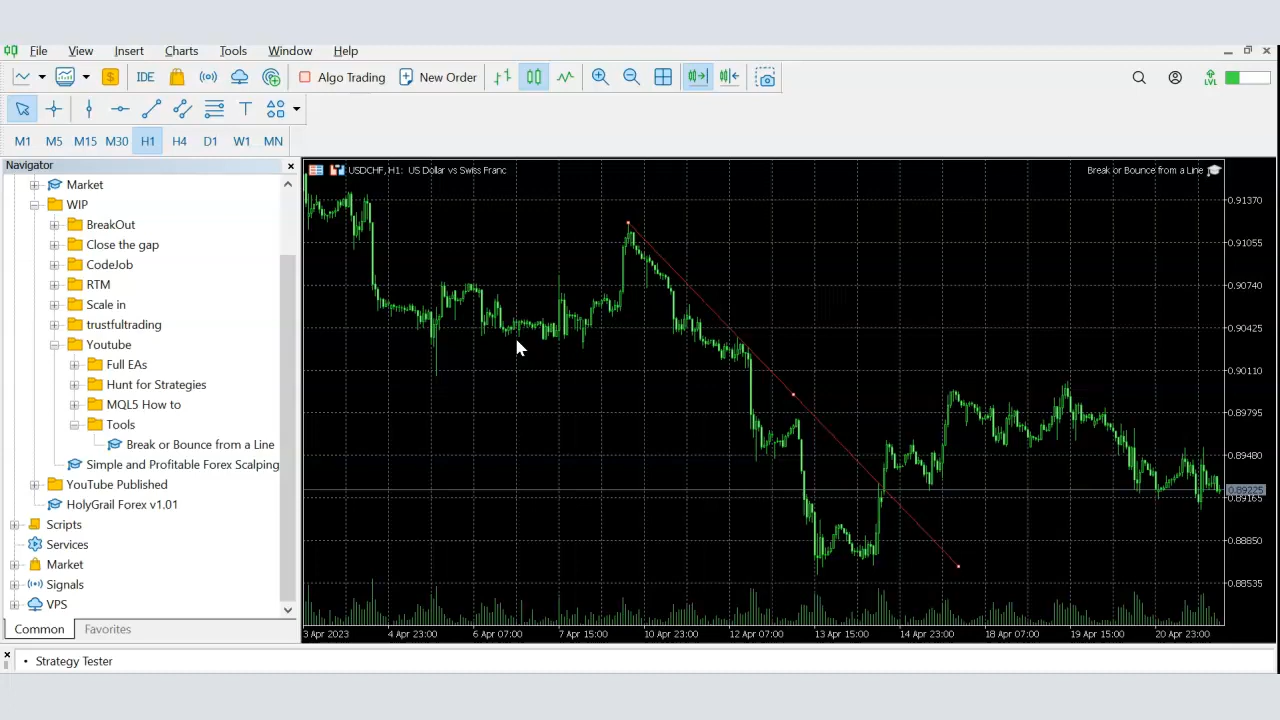 File View Insert Charts Tools Window Help
$ IDE Algo Trading New Order LVL
T
M1 M5 M15 M30 H1 H4 D1 W1 MN
Navigator
Market
WIP
BreakOut
Close the gap
CodeJob
RTM
Scale in
trustfultrading
Youtube
Full EAs
Hunt for Strategies
MQL5 How to
Tools
Break or Bounce from a Line
Simple and Profitable Forex Scalping
YouTube Published
HolyGrail Forex v1.01
Scripts
Services
Market
Signals
VPS
Common Favorites
USDCHF, H1: US Dollar vs Swiss Franc
Break or Bounce from a Line
0.91370
0.91055
0.90740
0.90425
0.90110
0.89795
0.89480
0.89225
0.89165
0.88850
0.88535
3 Apr 2023 4 Apr 23:00 6 Apr 07:00 7 Apr 15:00 10 Apr 23:00 12 Apr 07:00 13 Apr 15:00 14 Apr 23:00 18 Apr 07:00 19 Apr 15:00 20 Apr 23:00
Strategy Tester